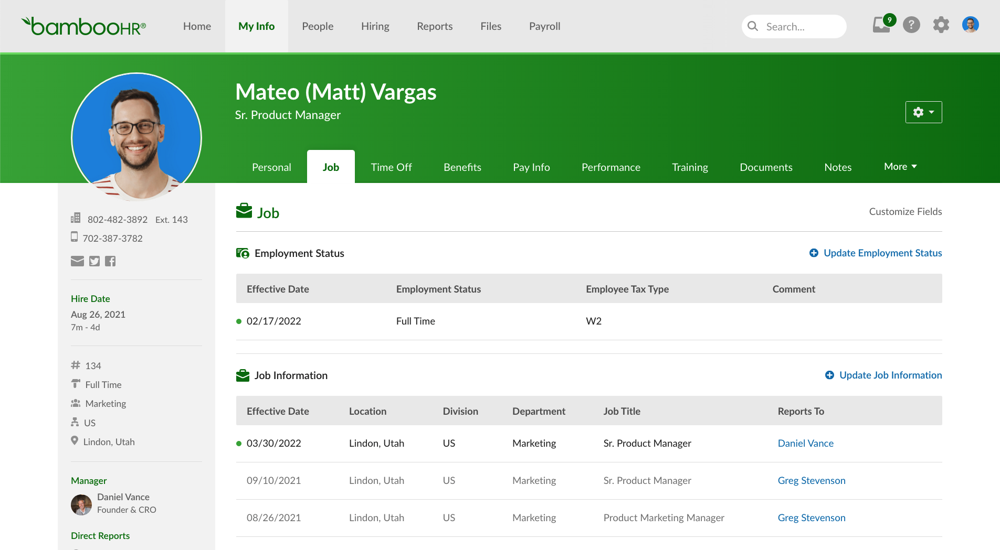 bambooHR®
Home My Info People Hiring Reports Files Payroll
Search...
9
?
Mateo (Matt) Vargas
Sr. Product Manager
Personal Job Time Off Benefits Pay Info Performance Training Documents Notes More
802-482-3892 Ext. 143
702-387-3782
Hire Date
Aug 26, 2021
7m - 4d
# 134
Full Time
Marketing
US
Lindon, Utah
Manager
Daniel Vance
Founder & CRO
Direct Reports
Job
Customize Fields
Employment Status
Update Employment Status
Effective Date Employment Status Employee Tax Type Comment
02/17/2022 Full Time W2
Job Information
Update Job Information
Effective Date Location Division Department Job Title Reports To
03/30/2022 Lindon, Utah US Marketing Sr. Product Manager Daniel Vance
09/10/2021 Lindon, Utah US Marketing Sr. Product Manager Greg Stevenson
08/26/2021 Lindon, Utah US Marketing Product Marketing Manager Greg Stevenson